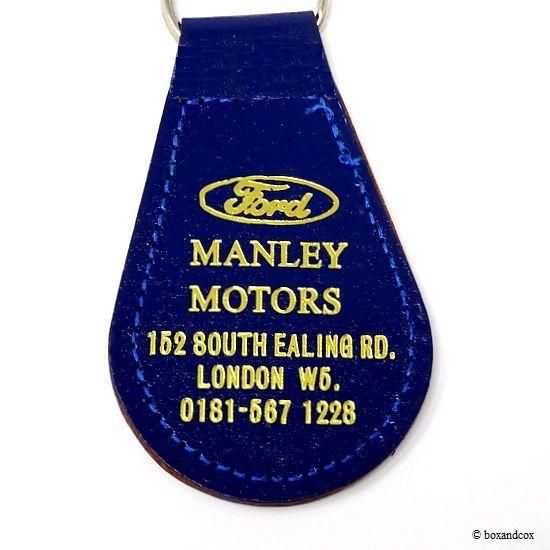 Ford
MANLEY
MOTORS
152 SOUTH EALING RD.
LONDON W5.
0181-567 1228
© boxandcox